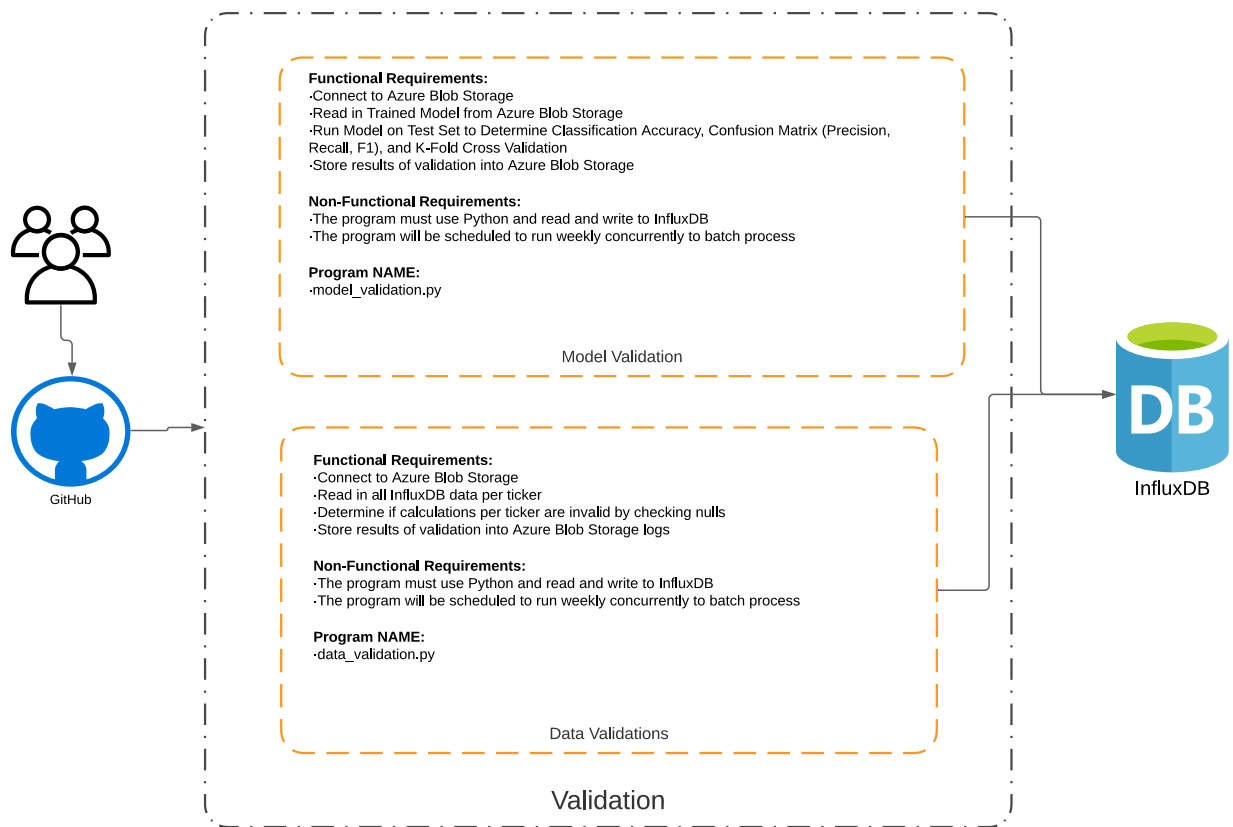 Functional Requirements:
·Connect to Azure Blob Storage
·Read in Trained Model from Azure Blob Storage
·Run Model on Test Set to Determine Classification Accuracy, Confusion Matrix (Precision,
Recall, F1), and K-Fold Cross Validation
·Store results of validation into Azure Blob Storage
Non-Functional Requirements:
·The program must use Python and read and write to InfluxDB
·The program will be scheduled to run weekly concurrently to batch process
Program NAME:
·model_validation.py
Model Validation
GitHub
Functional Requirements:
·Connect to Azure Blob Storage
·Read in all InfluxDB data per ticker
·Determine if calculations per ticker are invalid by checking nulls
·Store results of validation into Azure Blob Storage logs
Non-Functional Requirements:
·The program must use Python and read and write to InfluxDB
·The program will be scheduled to run weekly concurrently to batch process
Program NAME:
·data_validation.py
Data Validations
DB
InfluxDB
Validation